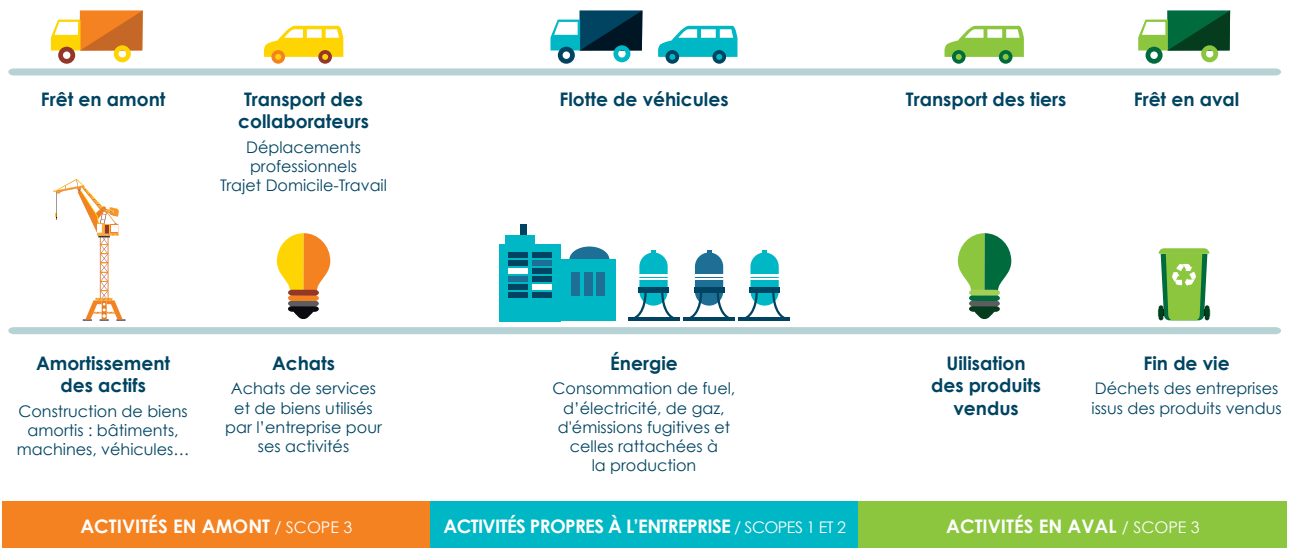 Frêt en amont
Transport des
collaborateurs
Déplacements
professionnels
Trajet Domicile-Travail
Flotte de véhicules
Transport des tiers
Frêt en aval
Amortissement
des actifs
Construction de biens
amortis : bâtiments,
machines, véhicules…
Achats
Achats de services
et de biens utilisés
par l’entreprise pour
ses activités
Énergie
Consommation de fuel,
d’électricité, de gaz,
d'émissions fugitives et
celles rattachées à
la production
Uilisation
des produits
vendus
Fin de vie
Déchets des entreprises
issus des produits vendus
ACTIVITÉS EN AMONT / SCOPE 3
ACTIVITÉS PROPRES À L'ENTREPRISE / SCOPES 1 ET 2
ACTIVITÉS EN AVAL / SCOPE 3